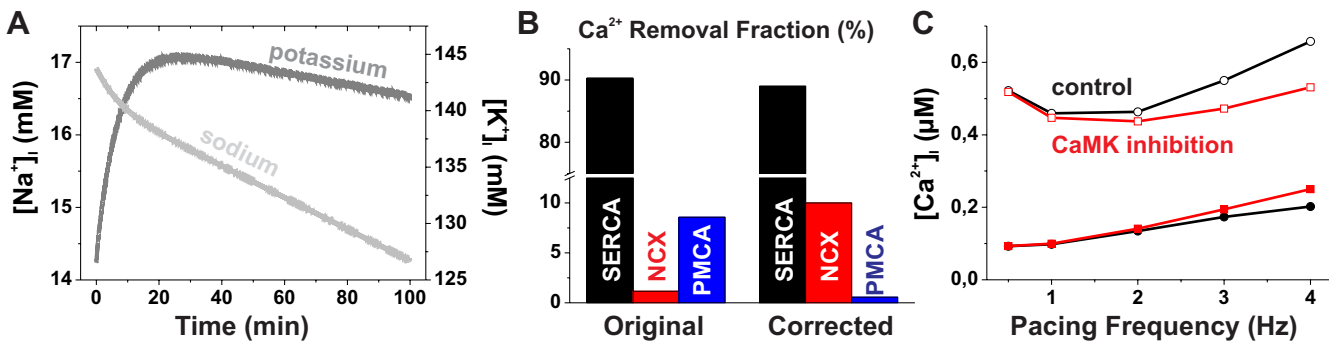 A
[Na⁺]ᵢ (mM)
17
16
15
14
potassium
sodium
145
140
135
130
125
[K⁺]ᵢ (mM)
0 20 40 60 80 100
Time (min)
B
Ca²⁺ Removal Fraction (%)
90
80
10
5
0
SERCA
NCX
PMCA
SERCA
NCX
PMCA
Original Corrected
C
[Ca²⁺]ᵢ (µM)
0,6
0,4
0,2
0,0
control
CaMK inhibition
1 2 3 4
Pacing Frequency (Hz)